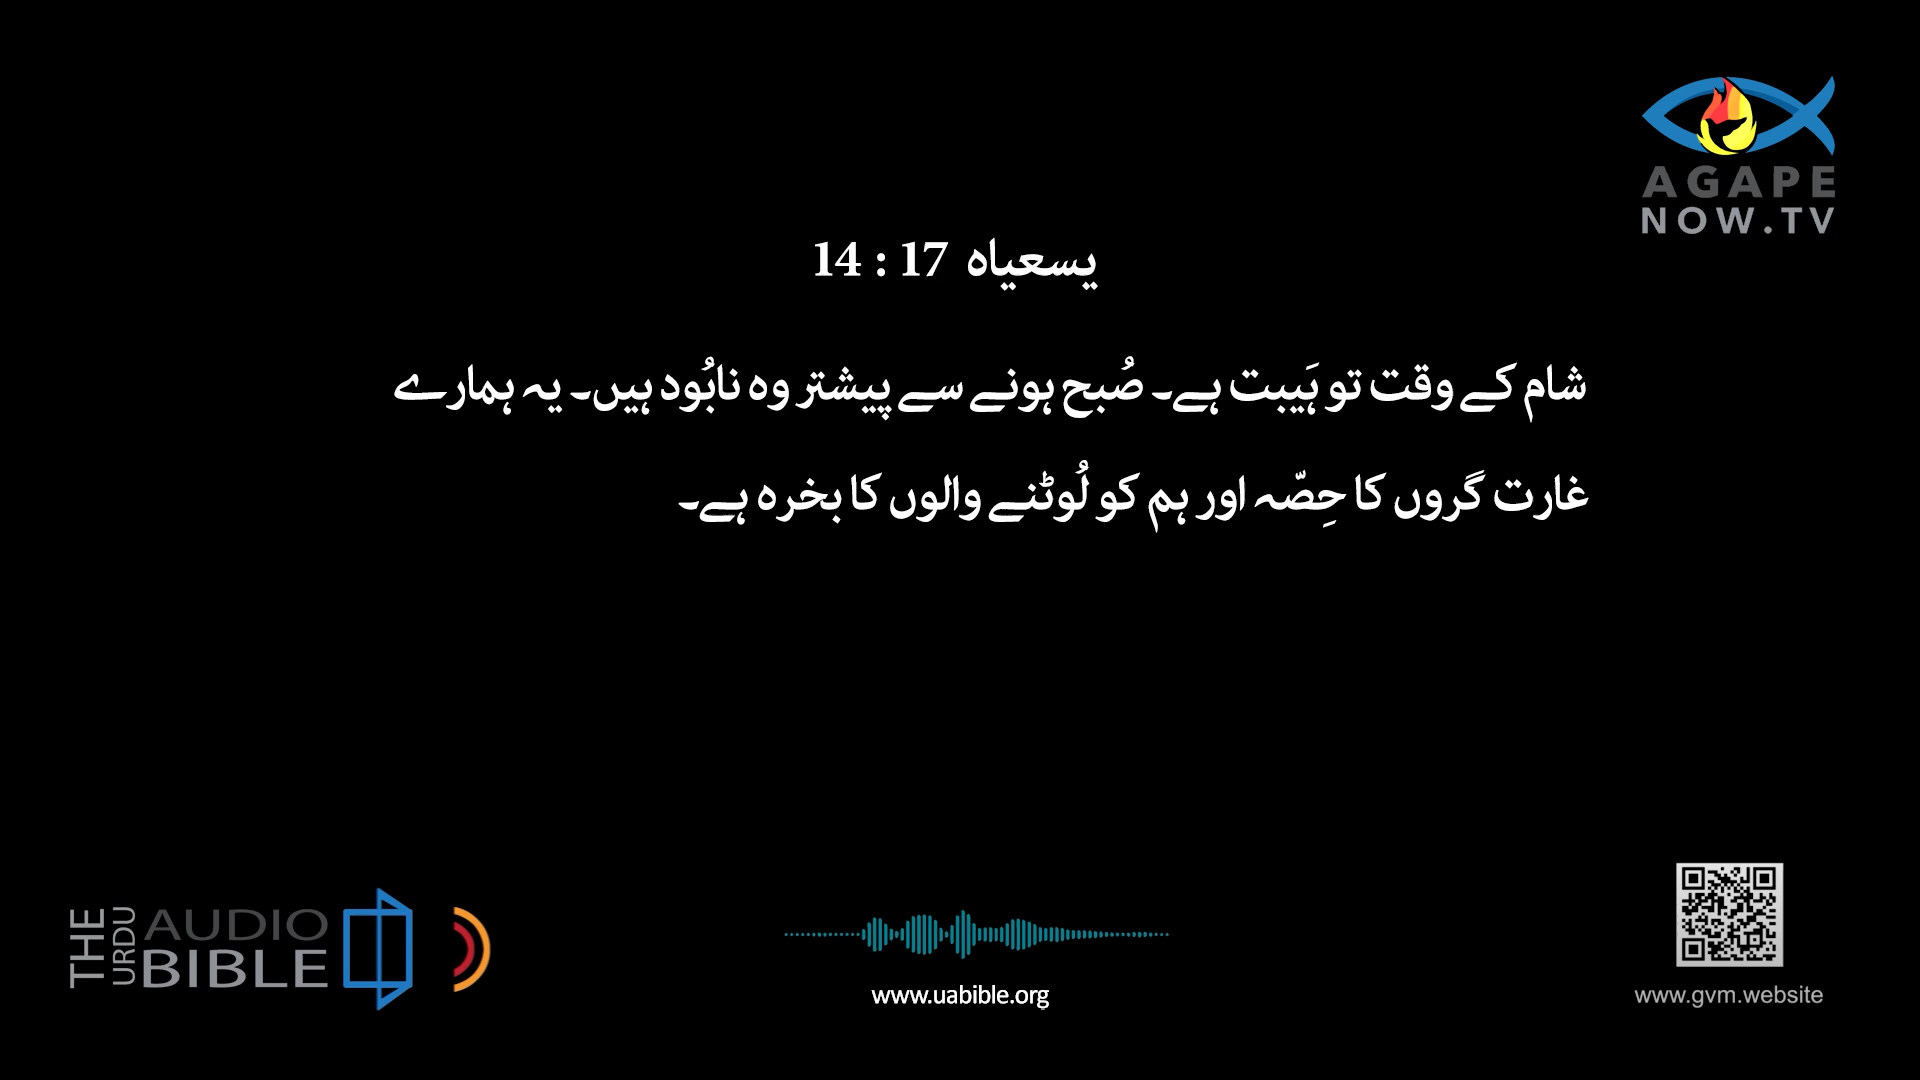 AGAPE
NOW.TV
یسعیاہ 17 : 14
شام کے وقت تو ہَیبت ہے۔ صُبح ہونے سے پیشتر وہ نابُود ہیں۔ یہ ہمارے
غارت گروں کا حِصّہ اور ہم کو لُوٹنے والوں کا بخرہ ہے۔
THE URDU AUDIO BIBLE
www.uabible.org
www.gvm.website